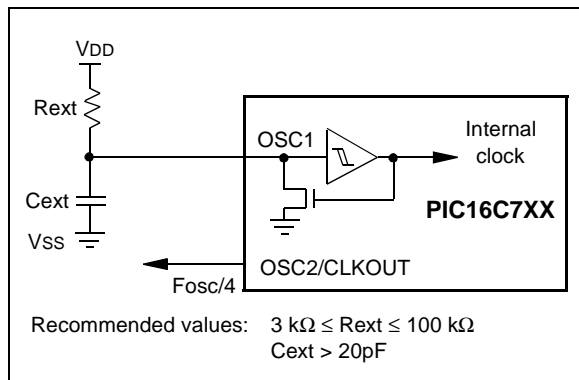 VDD
Rext
OSC1
Internal
clock
Cext
PIC16C7XX
VSS
OSC2/CLKOUT
Fosc/4
Recommended values: 3 kΩ ≤ Rext ≤ 100 kΩ
Cext > 20pF